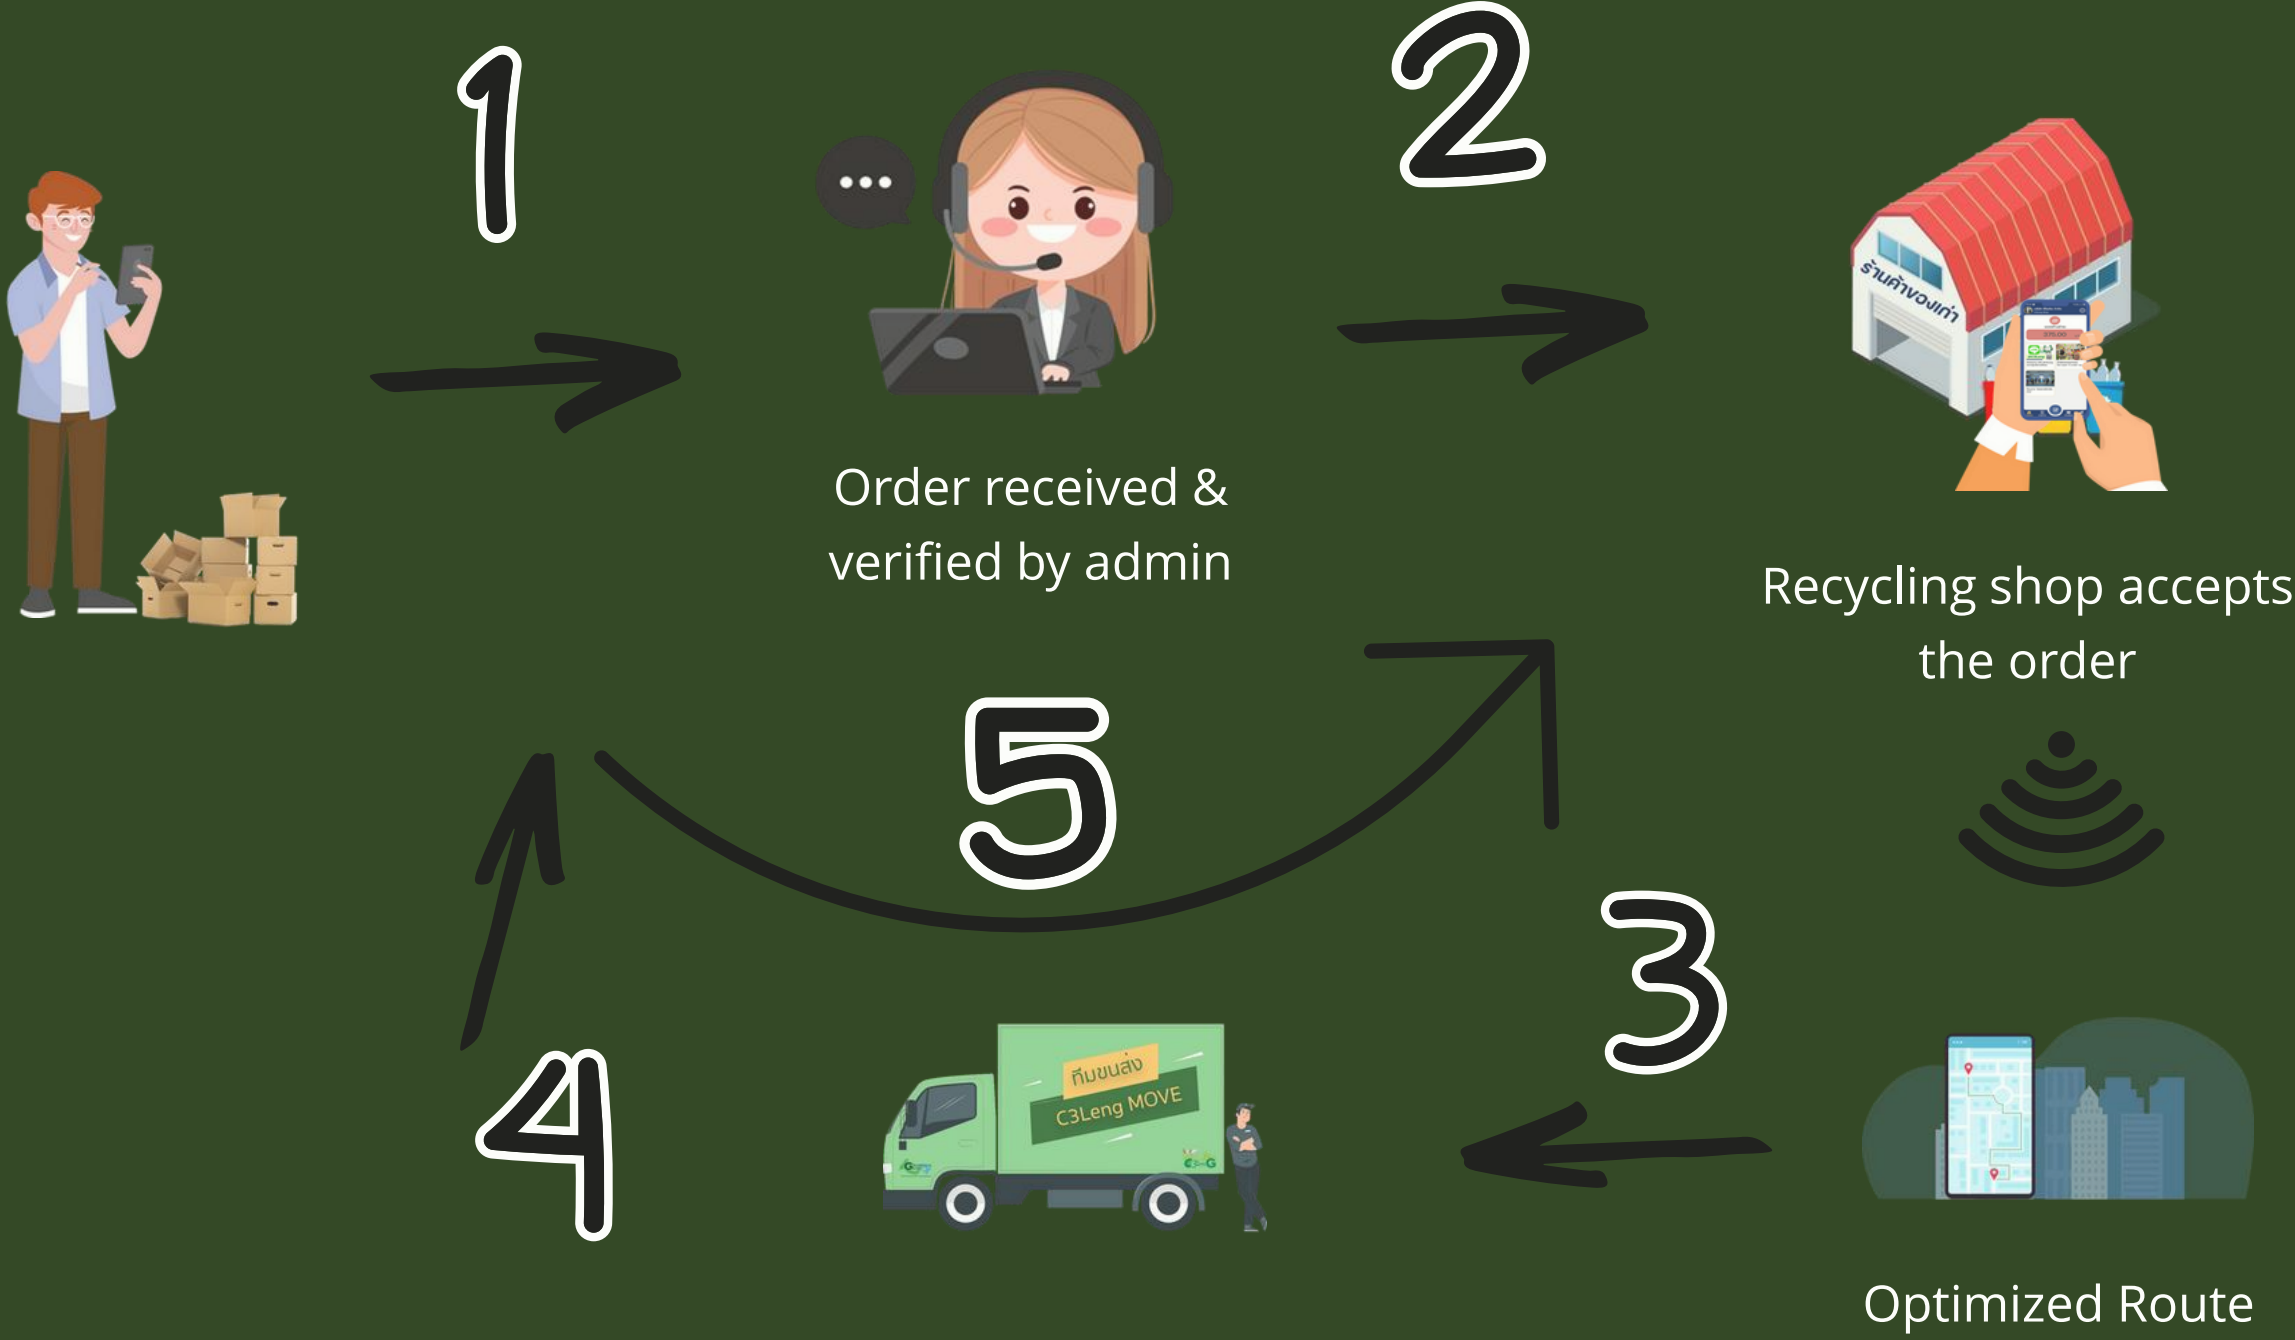 1
2
ร้านค้าของเก่า
Order received &
verified by admin
Recycling shop accepts
the order
5
3
4
ทีมขนส่ง
C3Leng MOVE
Optimized Route